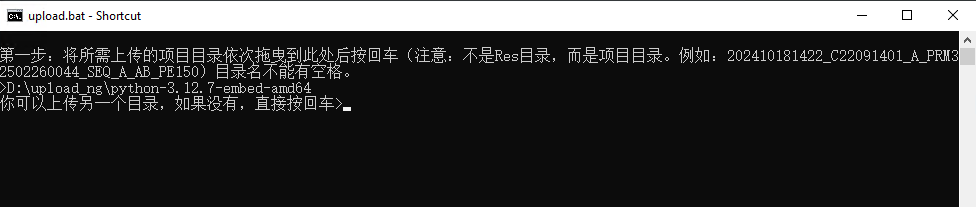 upload.bat - Shortcut
第一步：将所需上传的项目目录依次拖曳到此处后按回车（注意：不是Res目录，而是项目目录。例如：202410181422_C22091401_A_PRM3
2502260044_SEQ_A_AB_PE150）目录名不能有空格。
>D:\upload_ng\python-3.12.7-embed-amd64
你可以上传另一个目录，如果没有，直接按回车>